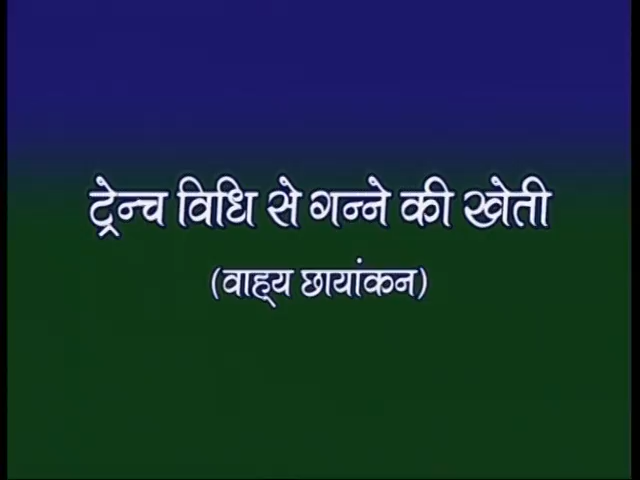 ट्रेन्च विधि से गन्ने की खेती
(वाह्य छायांकन)